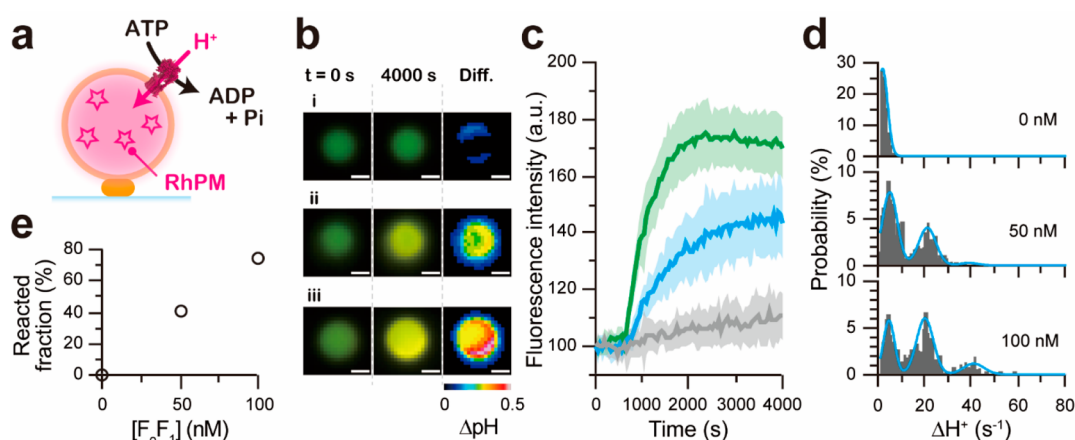 a
ATP
H⁺
ADP
+ Pi
RhPM
b
t = 0 s 4000 s Diff.
i
ii
iii
0 0.5
ΔpH
c
Fluorescence intensity (a.u.)
200
180
160
140
120
100
0 1000 2000 3000 4000
Time (s)
d
Probability (%)
30
20
10
0
0 nM
10
5
0
50 nM
10
5
0
100 nM
0 20 40 60 80
ΔH⁺ (s⁻¹)
e
Reacted
fraction (%)
80
60
40
20
0
0 50 100
[FₒF₁] (nM)